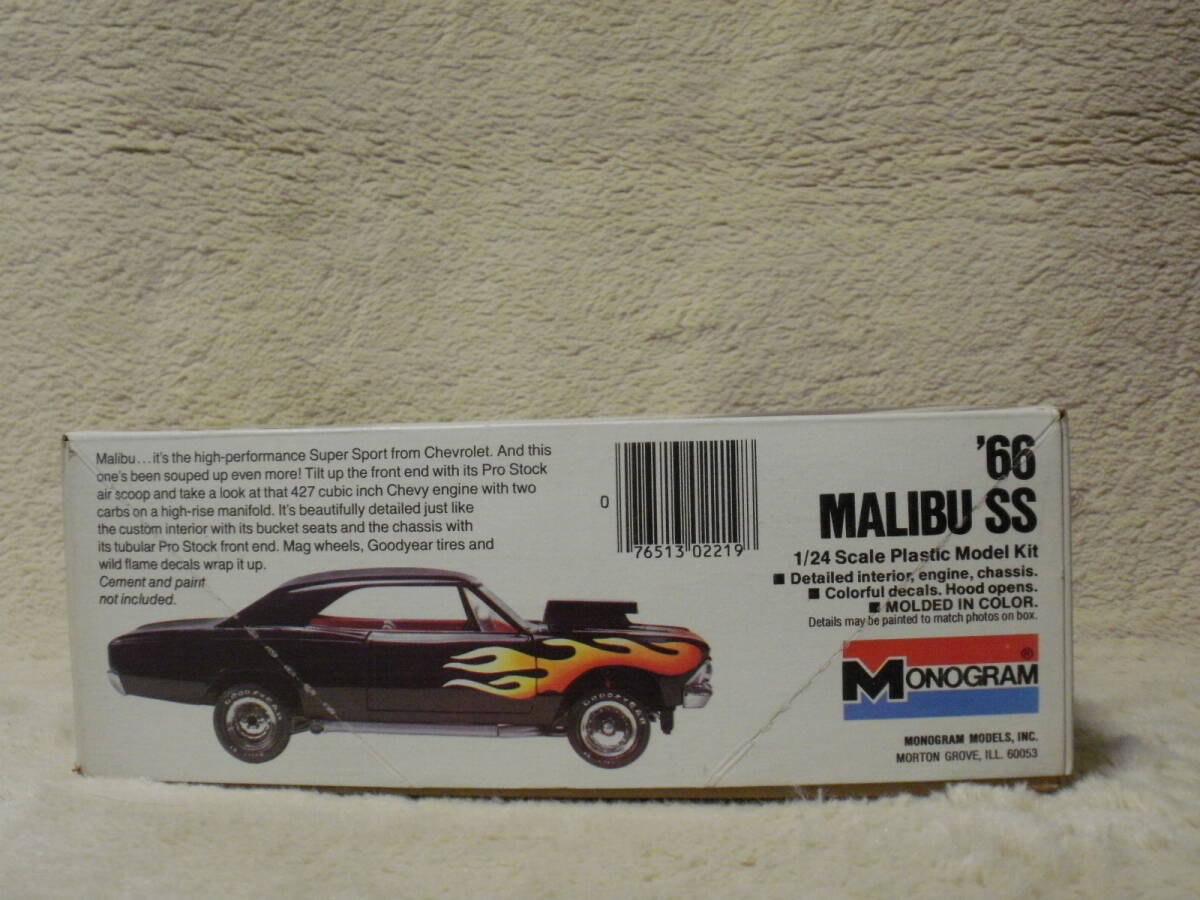 Malibu...it's the high-performance Super Sport from Chevrolet. And this
one's been souped up even more! Tilt up the front end with its Pro Stock
air scoop and take a look at that 427 cubic inch Chevy engine with two
carbs on a high-rise manifold. It's beautifully detailed just like
the custom interior with its bucket seats and the chassis with
its tubular Pro Stock front end. Mag wheels, Goodyear tires and
wild flame decals wrap it up.
Cement and paint
not included.
0
76513 02219
'66
MALIBU SS
1/24 Scale Plastic Model Kit
■ Detailed interior, engine, chassis.
■ Colorful decals. Hood opens.
■ MOLDED IN COLOR.
Details may be painted to match photos on box.
MONOGRAM®
MONOGRAM MODELS, INC.
MORTON GROVE, ILL. 60053
GOODYEAR
GOODYEAR